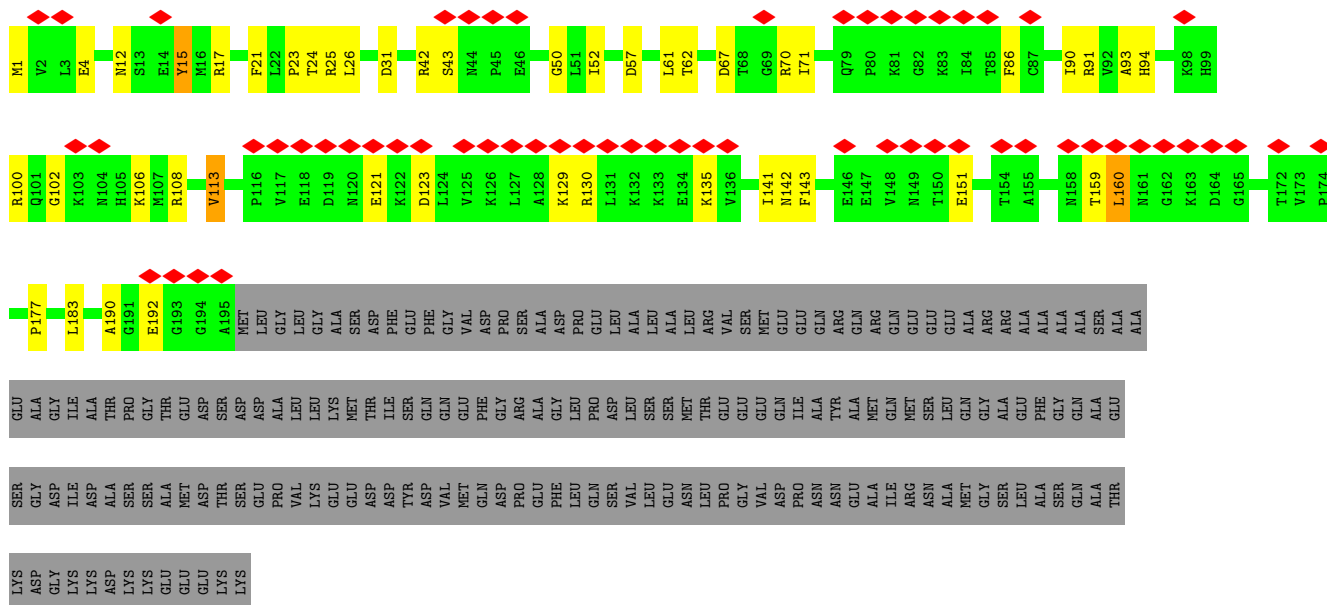 M1 V2 L3 E4 N12 S13 E14 Y15 M16 R17 F21 L22 P23 T24 R25 L26 D31 R42 S43 N44 P45 E46 G50 L51 I52 D57 L61 T62 D67 T68 G69 R70 I71 Q79 P80 K81 G82 K83 I84 T85 F86 C87 I90 R91 V92 A93 H94 K98 H99
R100 Q101 G102 K103 N104 H105 K106 M107 R108 V113 P116 V117 E118 D119 N120 E121 K122 D123 L124 V125 K126 L127 A128 K129 R130 L131 K132 K133 E134 K135 V136 I141 N142 F143 E146 E147 V148 N149 T150 E151 T154 A155 N158 T159 L160 N161 G162 K163 D164 G165 T172 V173 P174
P177 L183 A190 G191 E192 G193 G194 A195 MET LEU GLY LEU GLY ALA SER ASP PHE GLU PHE GLY VAL ASP PRO SER ALA ASP PRO GLU LEU ALA LEU ALA LEU ARG VAL SER MET GLU GLU GLN ARG GLN ARG GLN GLU GLU GLU ALA ARG ARG ALA ALA ALA ALA SER ALA ALA
GLU ALA GLY ILE ALA THR PRO GLY THR GLU ASP SER ASP ASP ALA LEU LEU LYS MET THR ILE SER GLN GLN GLU PHE GLY ARG ALA GLY LEU PRO ASP LEU SER SER MET THR GLU GLU GLU GLN ILE ALA TYR ALA MET GLN MET SER LEU GLN GLY ALA GLU PHE GLY GLN ALA GLU
SER GLY ASP ILE ASP ALA SER SER ALA MET ASP THR SER GLU PRO VAL LYS GLU GLU ASP ASP TYR ASP VAL MET GLN ASP PRO GLU PHE LEU GLN SER VAL LEU GLU ASN LEU PRO GLY VAL ASP PRO ASN ASN GLU ALA ILE ARG ASN ALA MET GLY SER LEU ALA SER GLN ALA THR
LYS ASP GLY LYS LYS ASP LYS LYS GLU GLU GLU LYS LYS